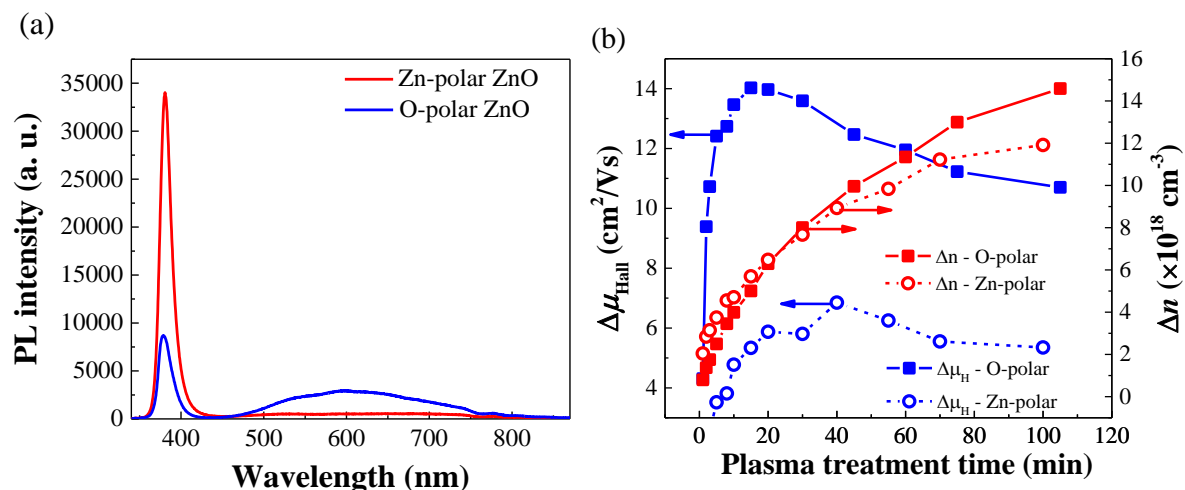 (a)
35000
30000
25000
20000
15000
10000
5000
0
PL intensity (a. u.)
Zn-polar ZnO
O-polar ZnO
400 500 600 700 800
Wavelength (nm)
(b)
14
12
10
8
6
4
Δμ_Hall (cm²/Vs)
16
14
12
10
8
6
4
2
0
Δn (×10¹⁸ cm⁻³)
Δn - O-polar
Δn - Zn-polar
Δμ_H - O-polar
Δμ_H - Zn-polar
0 20 40 60 80 100 120
Plasma treatment time (min)